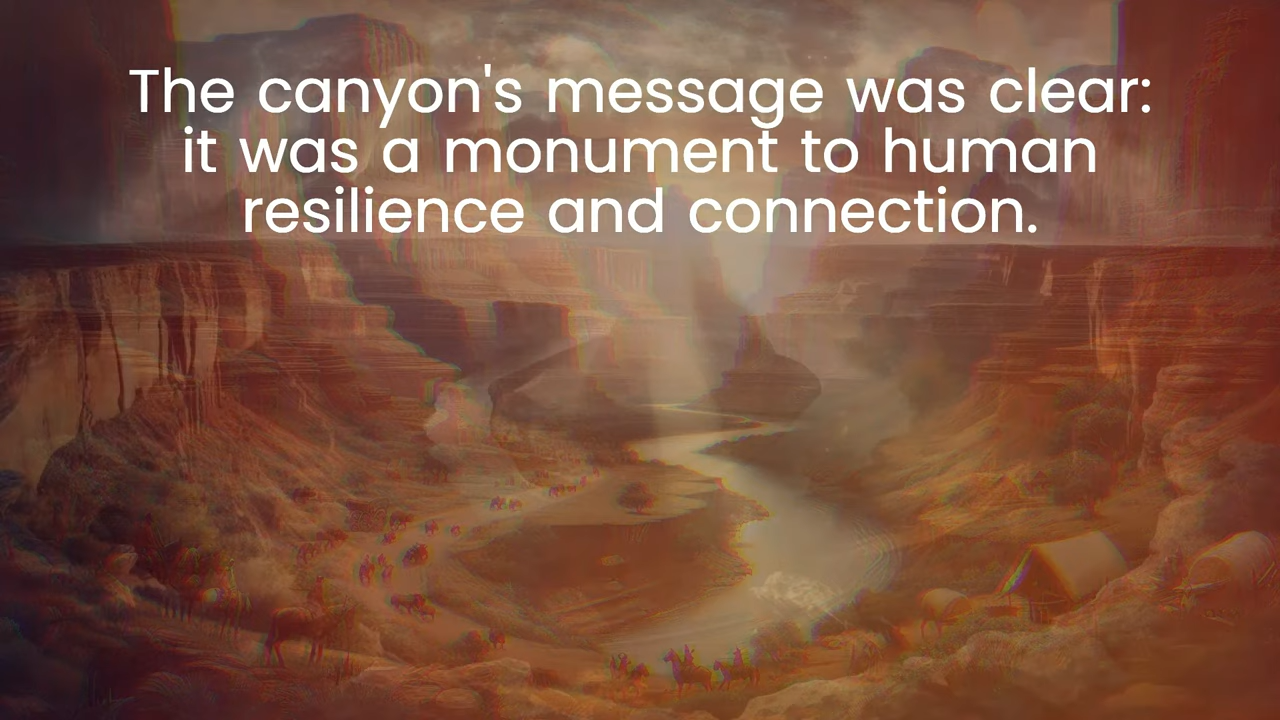 The canyon's message was clear:
it was a monument to human
resilience and connection.